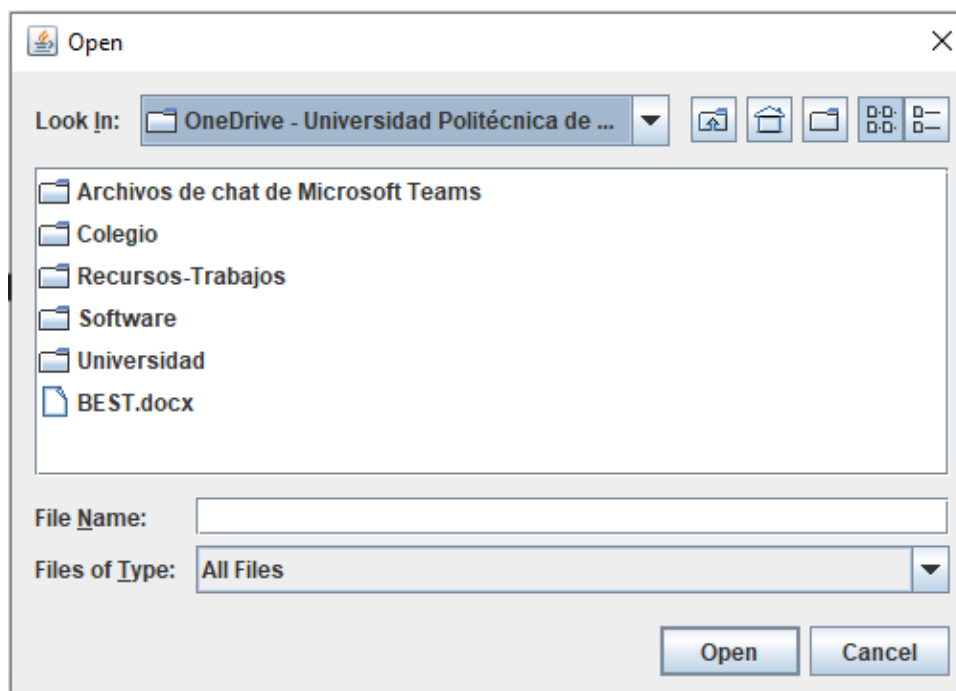 Open
Look In: OneDrive - Universidad Politécnica de ...
Archivos de chat de Microsoft Teams
Colegio
Recursos-Trabajos
Software
Universidad
BEST.docx
File Name:
Files of Type: All Files
Open Cancel